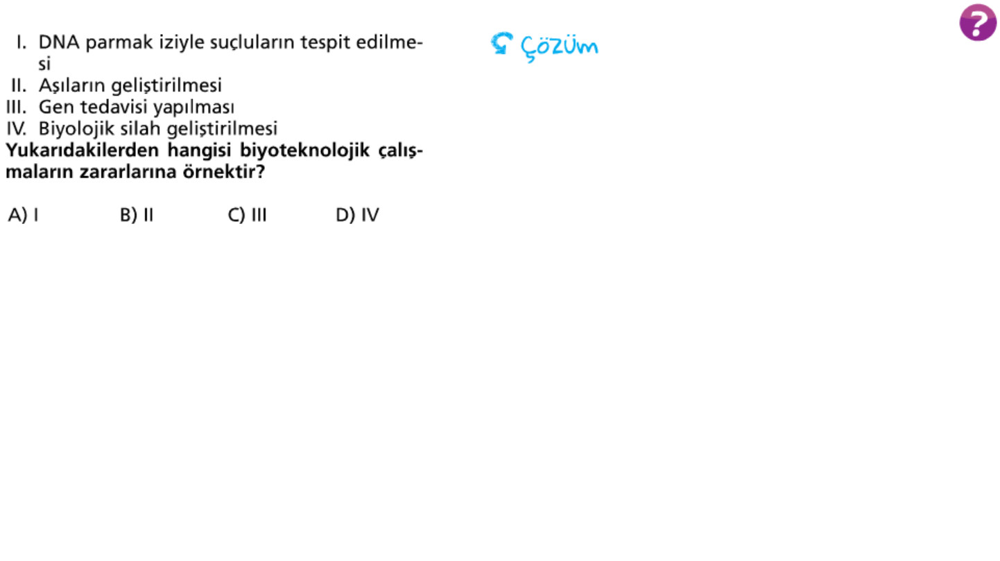 I. DNA parmak iziyle suçluların tespit edilme-
si
II. Aşıların geliştirilmesi
III. Gen tedavisi yapılması
IV. Biyolojik silah geliştirilmesi
Yukarıdakilerden hangisi biyoteknolojik çalış-
maların zararlarına örnektir?
A) I B) II C) III D) IV
Çözüm
?